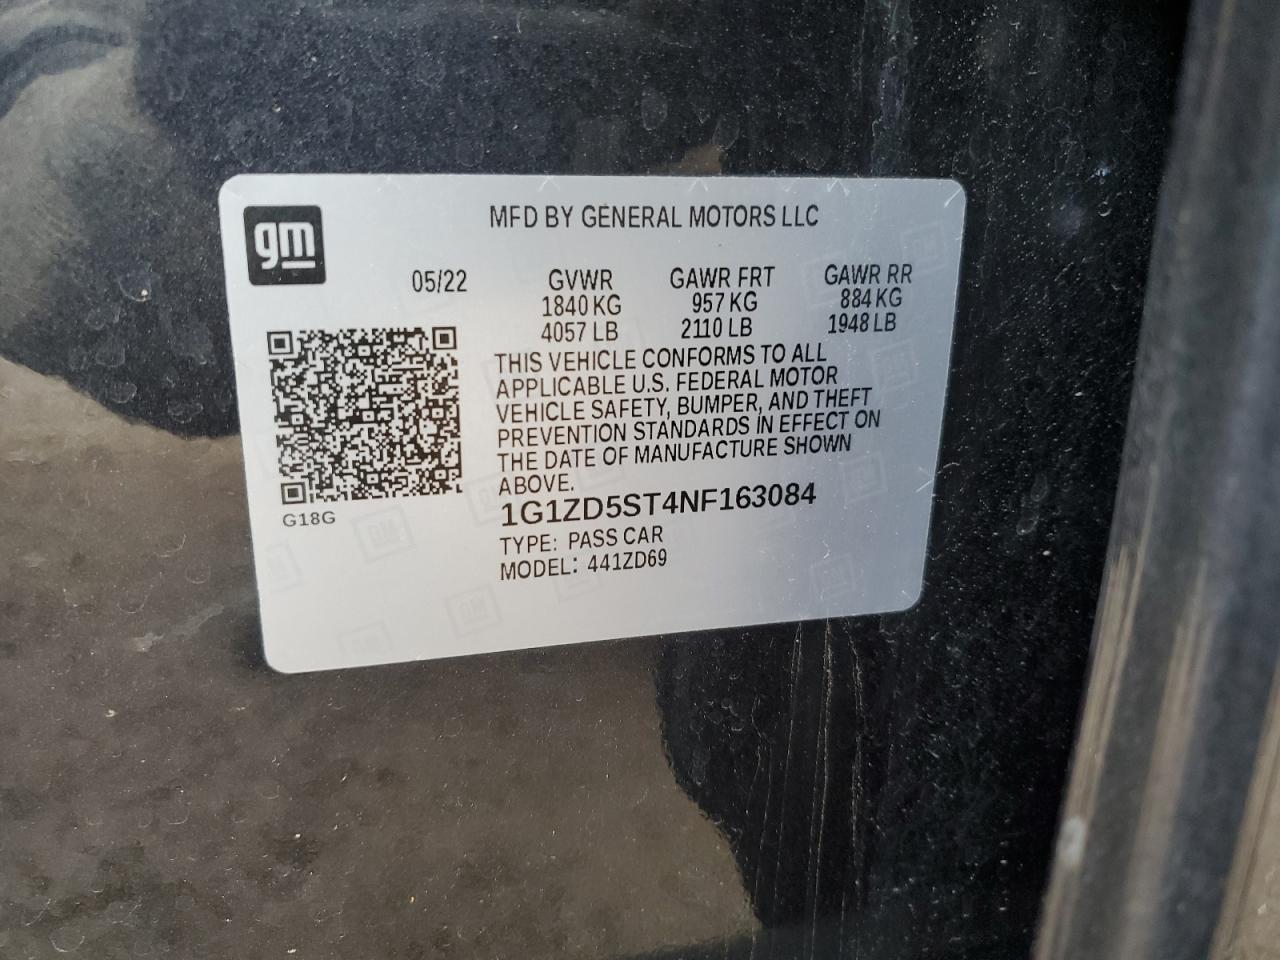 gm
MFD BY GENERAL MOTORS LLC
05/22
GVWR
1840 KG
4057 LB
GAWR FRT
957 KG
2110 LB
GAWR RR
884 KG
1948 LB
THIS VEHICLE CONFORMS TO ALL
APPLICABLE U.S. FEDERAL MOTOR
VEHICLE SAFETY, BUMPER, AND THEFT
PREVENTION STANDARDS IN EFFECT ON
THE DATE OF MANUFACTURE SHOWN
ABOVE.
1G1ZD5ST4NF163084
TYPE: PASS CAR
MODEL: 441ZD69
G18G